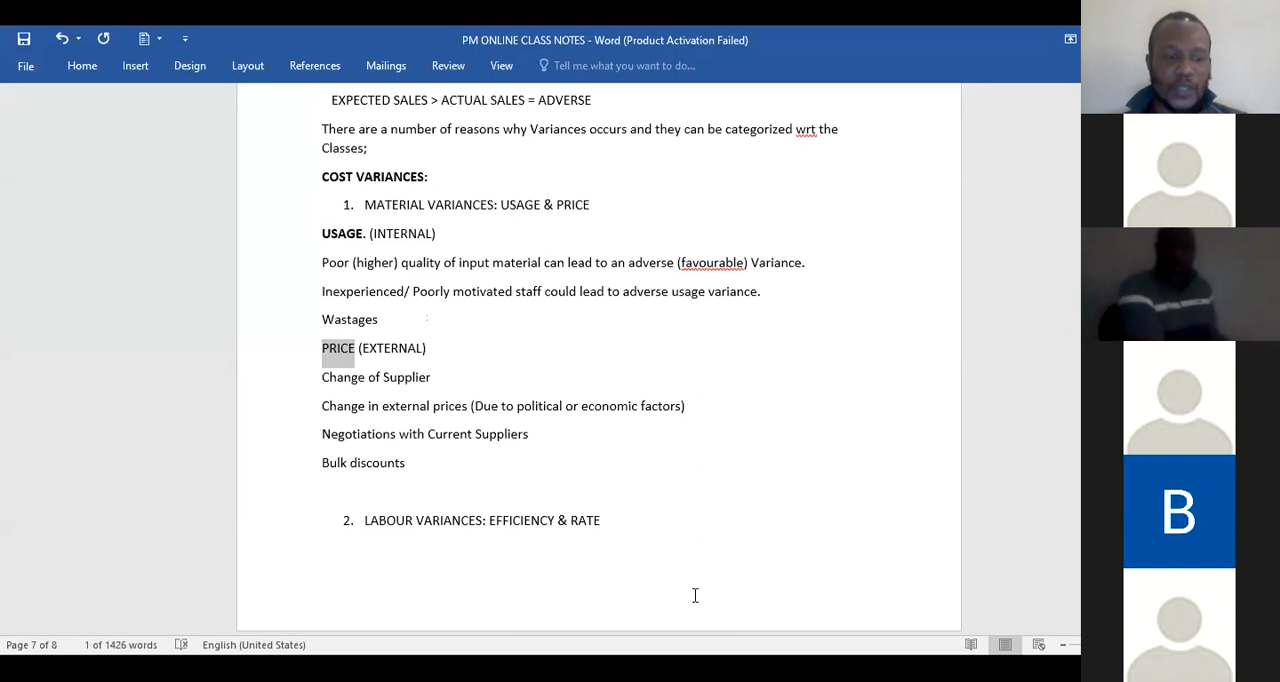 PM ONLINE CLASS NOTES - Word (Product Activation Failed)
File Home Insert Design Layout References Mailings Review View Tell me what you want to do...
EXPECTED SALES > ACTUAL SALES = ADVERSE
There are a number of reasons why Variances occurs and they can be categorized wrt the
Classes;
COST VARIANCES:
1. MATERIAL VARIANCES: USAGE & PRICE
USAGE. (INTERNAL)
Poor (higher) quality of input material can lead to an adverse (favourable) Variance.
Inexperienced/ Poorly motivated staff could lead to adverse usage variance.
Wastages
PRICE (EXTERNAL)
Change of Supplier
Change in external prices (Due to political or economic factors)
Negotiations with Current Suppliers
Bulk discounts
2. LABOUR VARIANCES: EFFICIENCY & RATE
B
Page 7 of 8 1 of 1426 words English (United States)